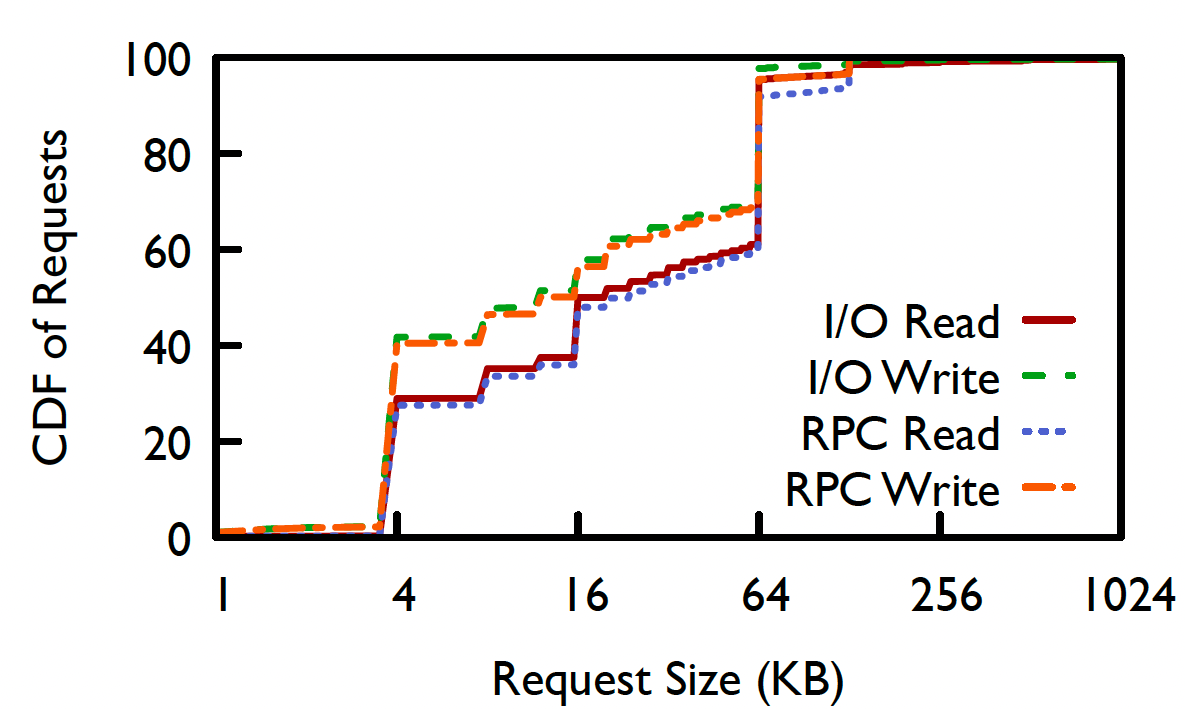 CDF of Requests
100
80
60
40
20
0
I/O Read
I/O Write
RPC Read
RPC Write
1 4 16 64 256 1024
Request Size (KB)